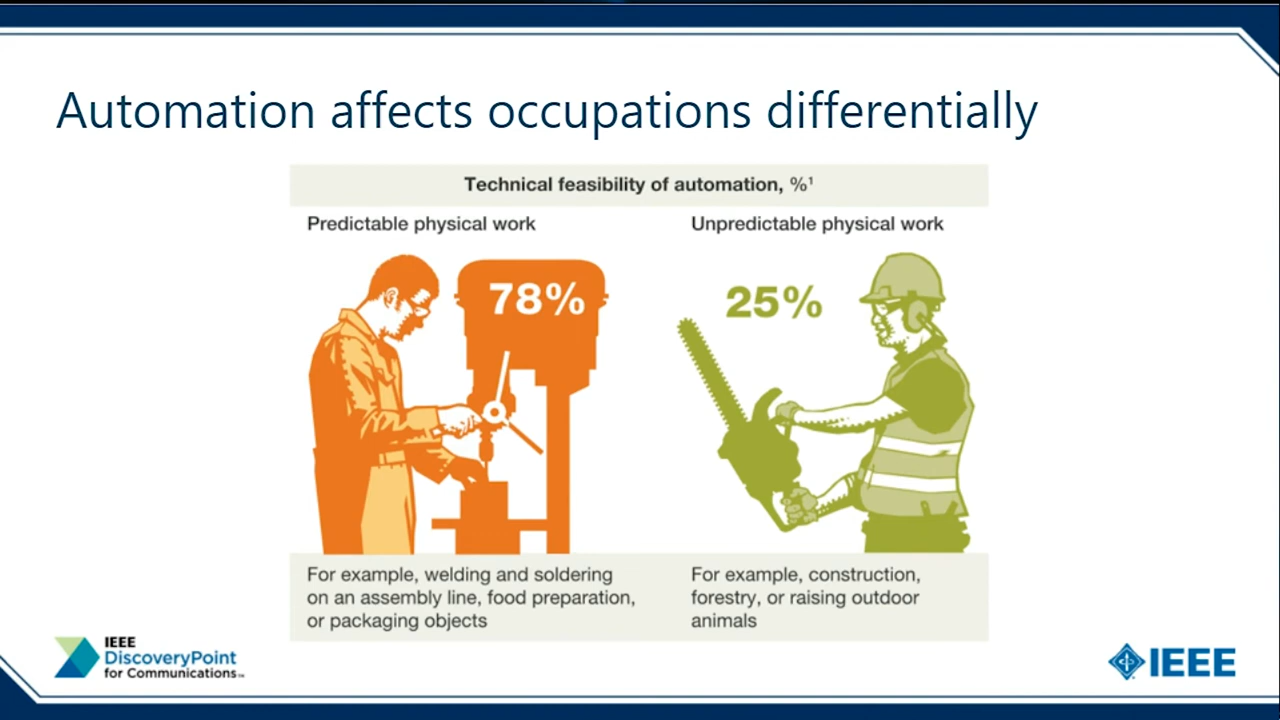 Automation affects occupations differentially
Technical feasibility of automation, %¹
Predictable physical work
78%
For example, welding and soldering
on an assembly line, food preparation,
or packaging objects
Unpredictable physical work
25%
For example, construction,
forestry, or raising outdoor
animals
IEEE
DiscoveryPoint
for Communications℠
IEEE